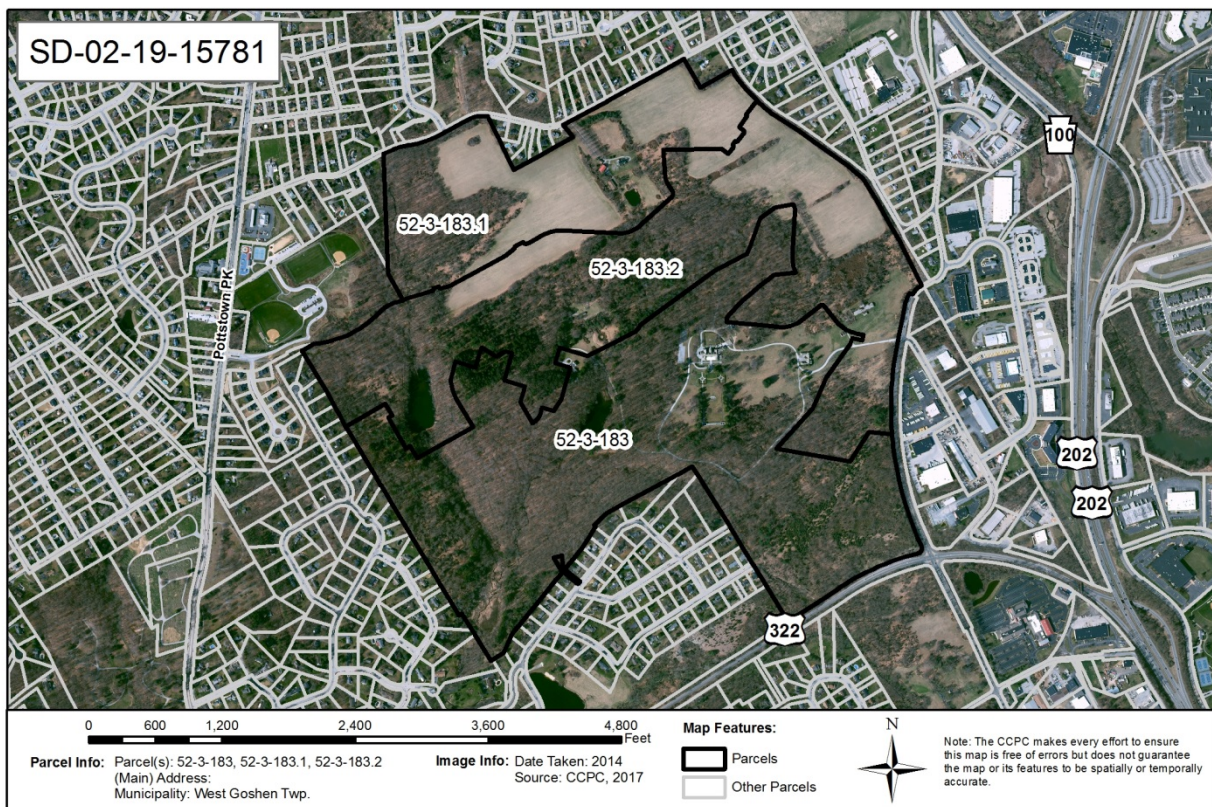 SD-02-19-15781
100
52-3-183.1
52-3-183.2
Pottstown PK
52-3-183
202
202
322
0 600 1,200 2,400 3,600 4,800
Feet
Parcel Info: Parcel(s): 52-3-183, 52-3-183.1, 52-3-183.2
(Main) Address:
Municipality: West Goshen Twp.
Image Info: Date Taken: 2014
Source: CCPC, 2017
Map Features:
Parcels
Other Parcels
N
Note: The CCPC makes every effort to ensure
this map is free of errors but does not guarantee
the map or its features to be spatially or temporally
accurate.